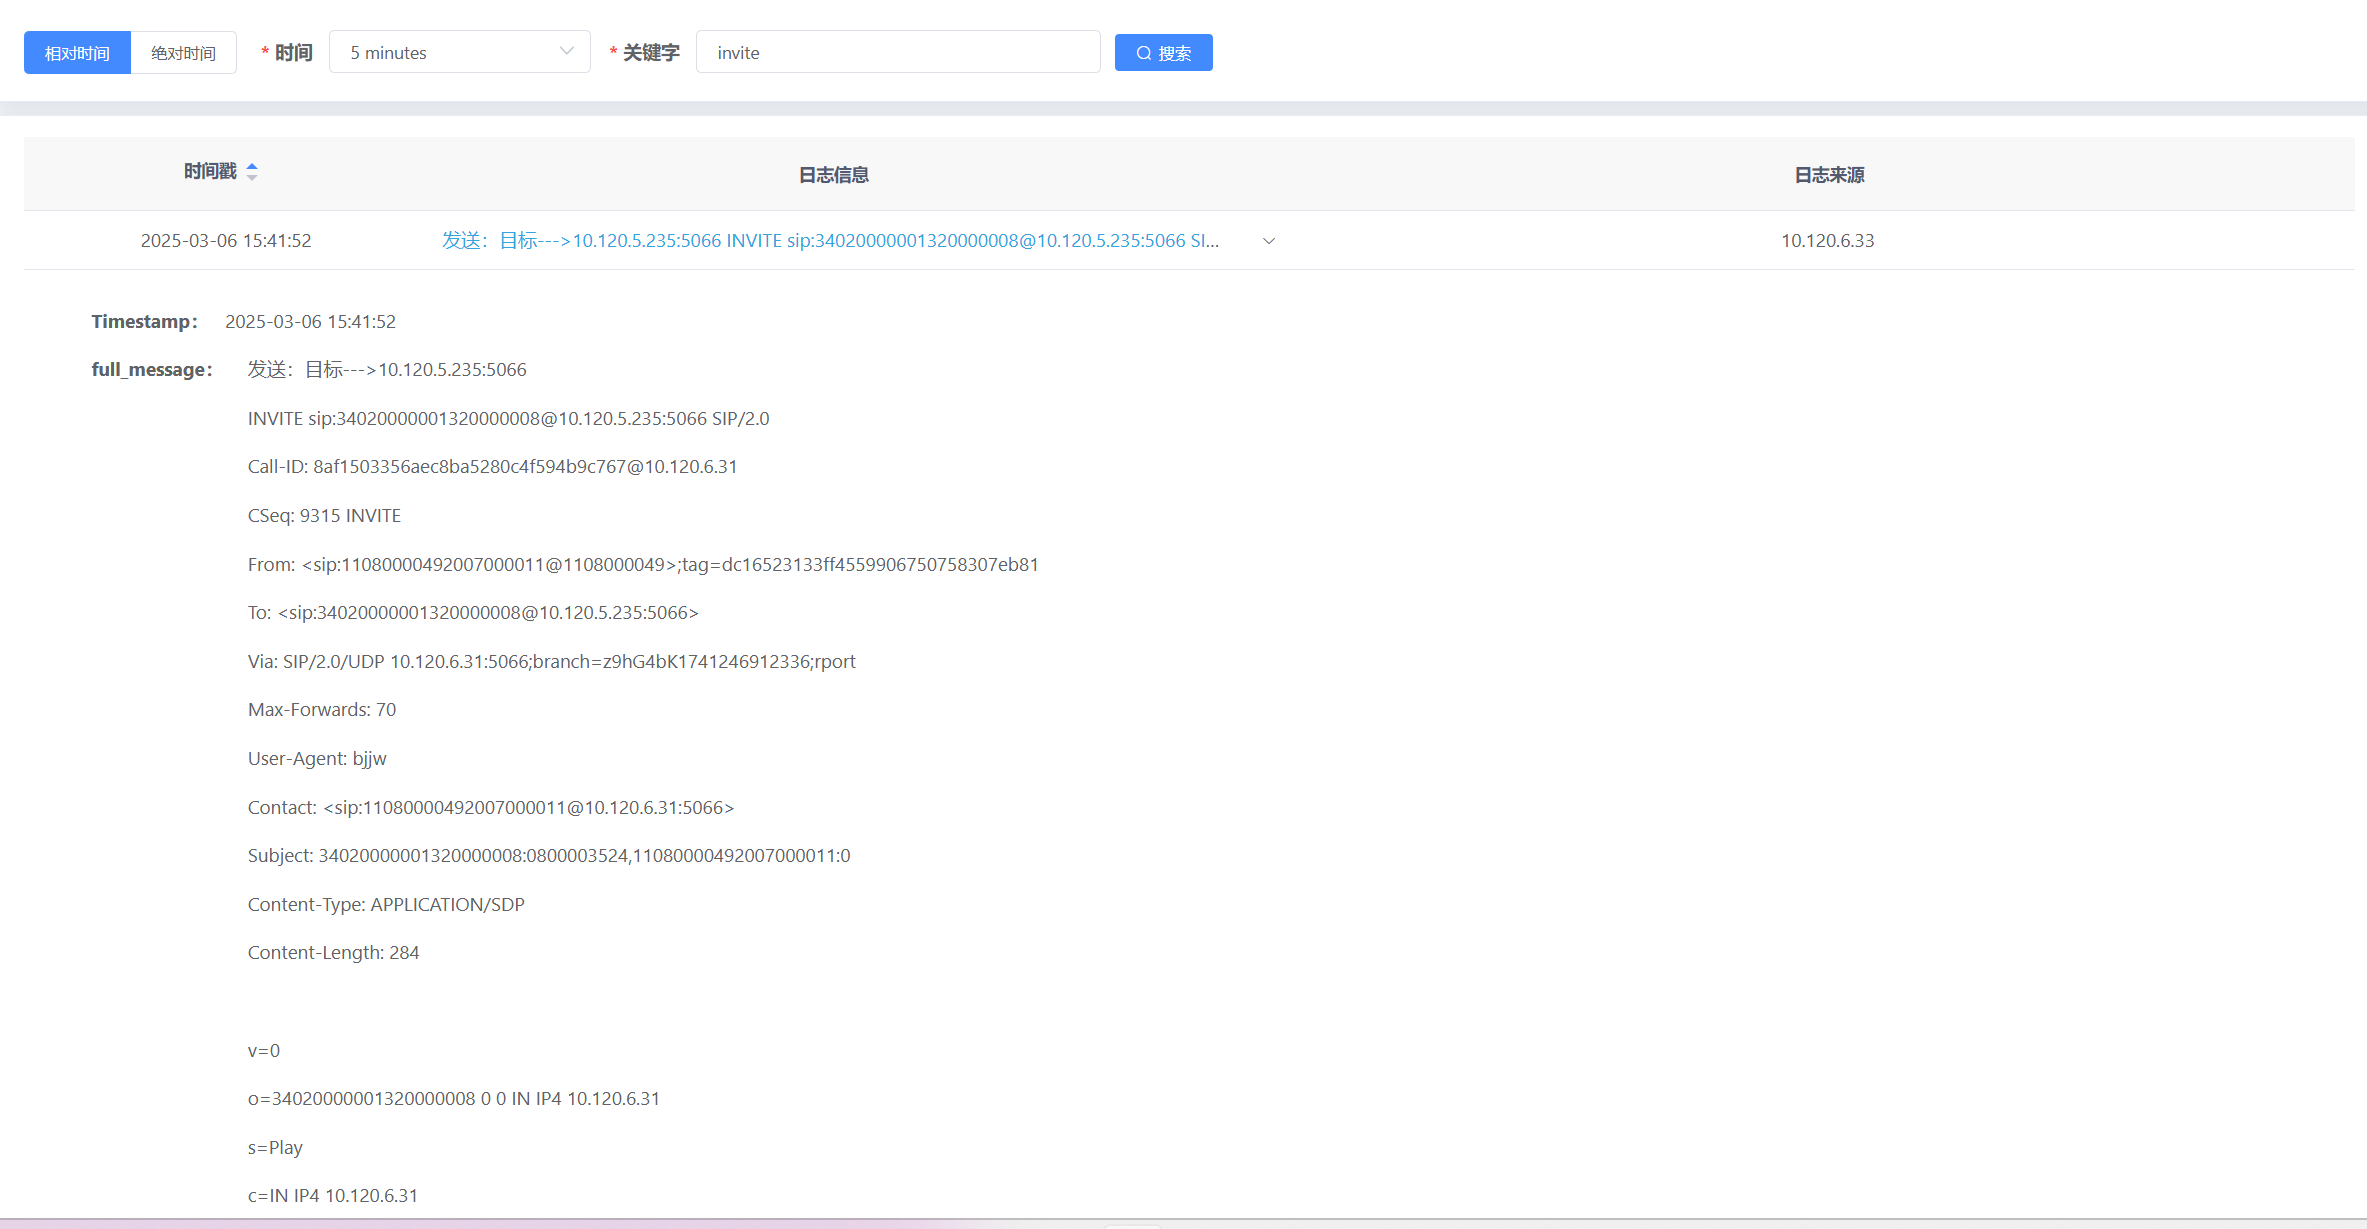 相对时间 绝对时间 * 时间 5 minutes * 关键字 invite 搜索
时间戳 日志信息 日志来源
2025-03-06 15:41:52 发送：目标--->10.120.5.235:5066 INVITE sip:34020000001320000008@10.120.5.235:5066 SI... 10.120.6.33
Timestamp： 2025-03-06 15:41:52
full_message： 发送：目标--->10.120.5.235:5066
INVITE sip:34020000001320000008@10.120.5.235:5066 SIP/2.0
Call-ID: 8af1503356aec8ba5280c4f594b9c767@10.120.6.31
CSeq: 9315 INVITE
From: <sip:11080000492007000011@1108000049>;tag=dc16523133ff4559906750758307eb81
To: <sip:34020000001320000008@10.120.5.235:5066>
Via: SIP/2.0/UDP 10.120.6.31:5066;branch=z9hG4bK1741246912336;rport
Max-Forwards: 70
User-Agent: bjjw
Contact: <sip:11080000492007000011@10.120.6.31:5066>
Subject: 34020000001320000008:0800003524,11080000492007000011:0
Content-Type: APPLICATION/SDP
Content-Length: 284
v=0
o=34020000001320000008 0 0 IN IP4 10.120.6.31
s=Play
c=IN IP4 10.120.6.31